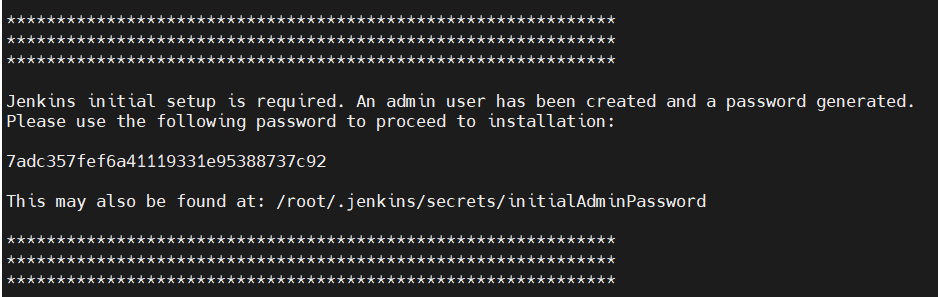 *************************************************************
*************************************************************
*************************************************************
Jenkins initial setup is required. An admin user has been created and a password generated.
Please use the following password to proceed to installation:
7adc357fef6a41119331e95388737c92
This may also be found at: /root/.jenkins/secrets/initialAdminPassword
*************************************************************
*************************************************************
*************************************************************